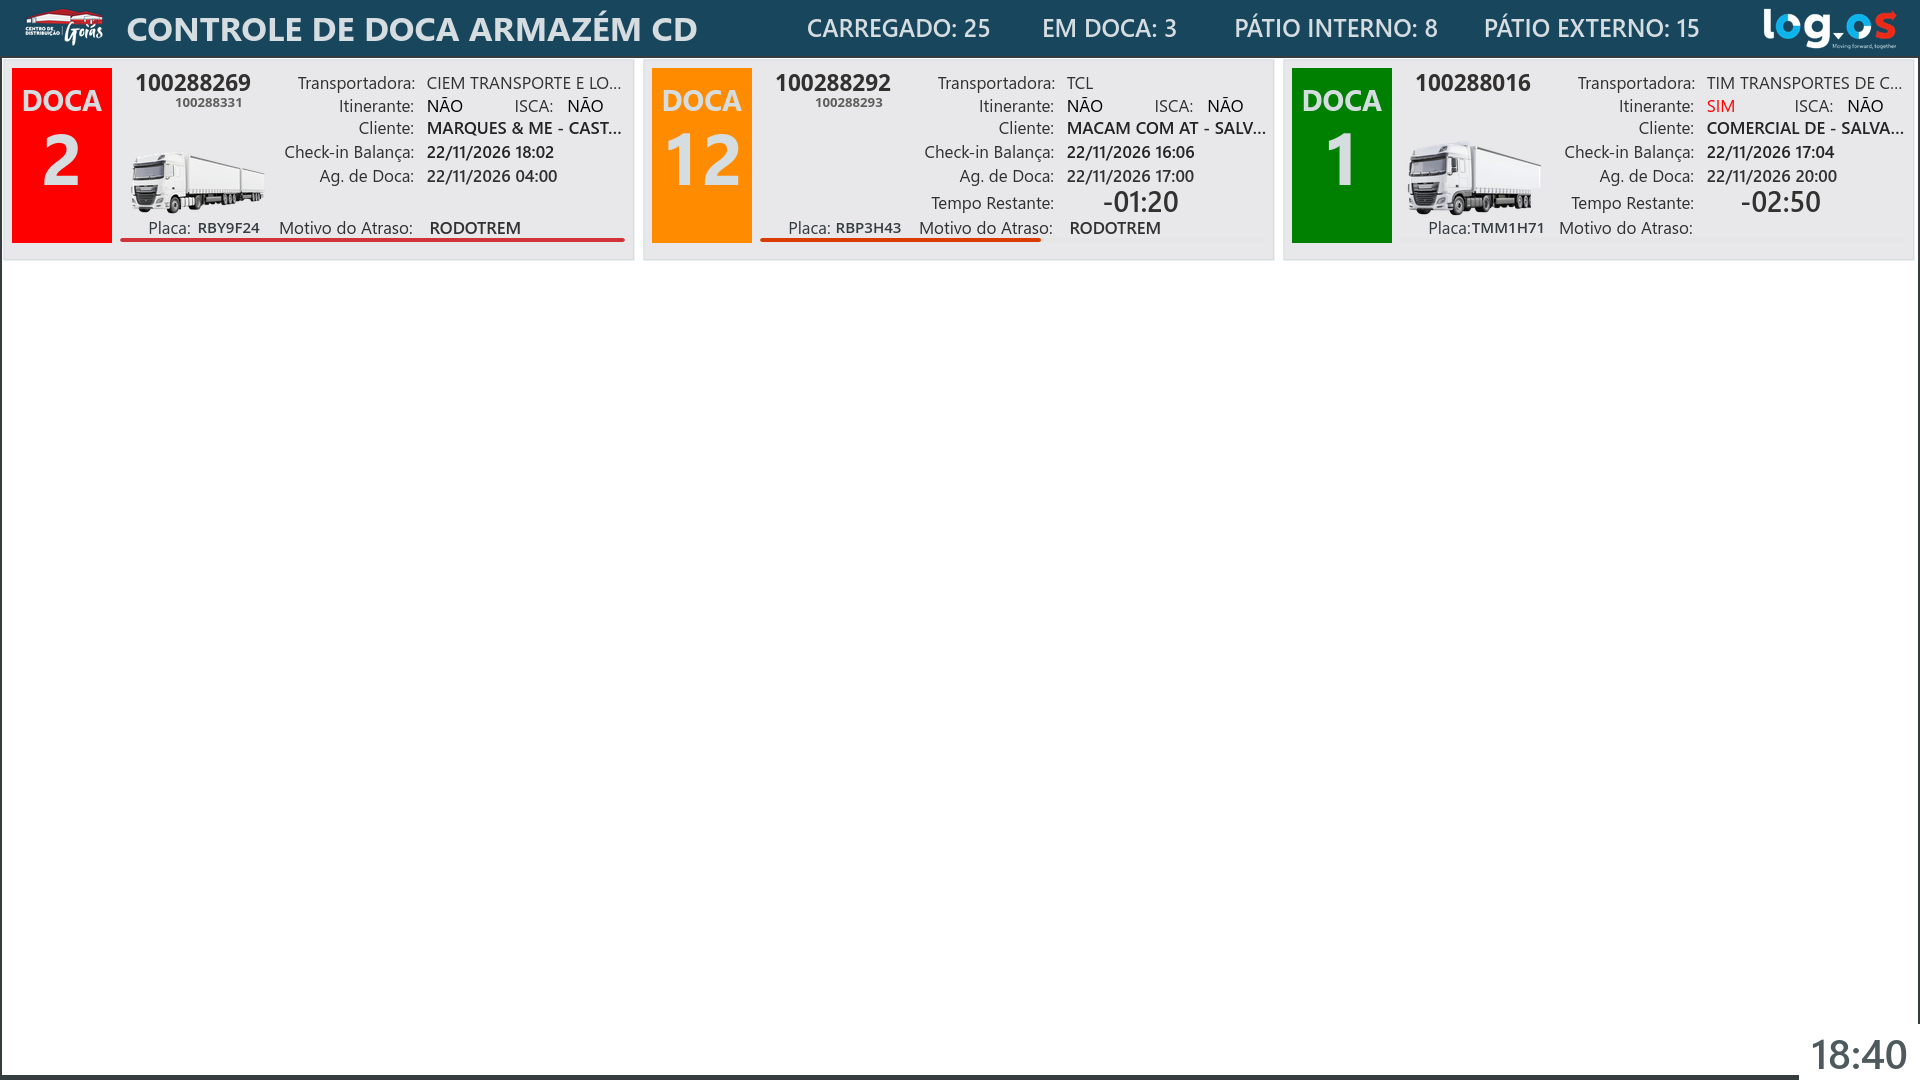 CENTRO DE DISTRIBUIÇÃO Goiás
CONTROLE DE DOCA ARMAZÉM CD
CARREGADO: 25
EM DOCA: 3
PÁTIO INTERNO: 8
PÁTIO EXTERNO: 15
log.os
Moving forward, together
DOCA
2
100288269
100288331
Transportadora: CIEM TRANSPORTE E LO...
Itinerante: NÃO ISCA: NÃO
Cliente: MARQUES & ME - CAST...
Check-in Balança: 22/11/2026 18:02
Ag. de Doca: 22/11/2026 04:00
Placa: RBY9F24 Motivo do Atraso: RODOTREM
DOCA
12
100288292
100288293
Transportadora: TCL
Itinerante: NÃO ISCA: NÃO
Cliente: MACAM COM AT - SALV...
Check-in Balança: 22/11/2026 16:06
Ag. de Doca: 22/11/2026 17:00
Tempo Restante: -01:20
Placa: RBP3H43 Motivo do Atraso: RODOTREM
DOCA
1
100288016
Transportadora: TIM TRANSPORTES DE C...
Itinerante: SIM ISCA: NÃO
Cliente: COMERCIAL DE - SALVA...
Check-in Balança: 22/11/2026 17:04
Ag. de Doca: 22/11/2026 20:00
Tempo Restante: -02:50
Placa: TMM1H71 Motivo do Atraso:
18:40